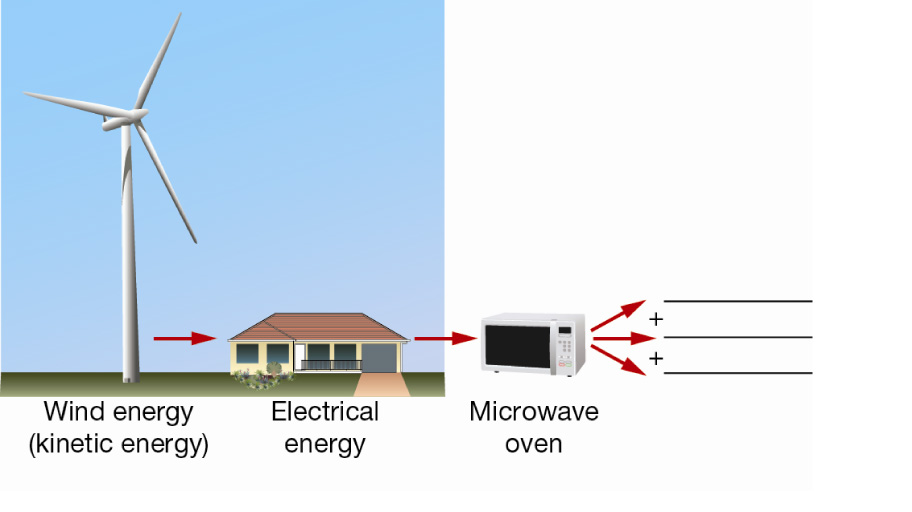 +
+
Wind energy
(kinetic energy)
Electrical
energy
Microwave
oven